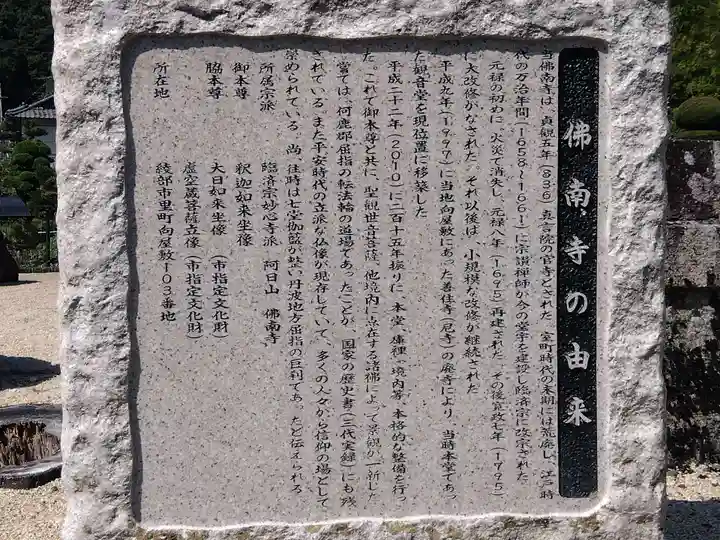 佛南寺の由来
当佛南寺は、貞観五年(836)真言院の官寺とされた。室町時代の末期には荒廃し、江戸時
代の万治年間(1658~1661)に宗讃禅師が今の堂宇を建設し臨済宗に改宗された。
元禄の初めに、火災で消失し、元禄八年(1695)再建された。その後寛政七年(1795)
に大改修がなされた。それ以後は、小規模な改修が継続された
平成九年(1997)に当地向屋敷にあった善住寺(尼寺)の廃寺により、当時本堂であっ
た観音堂を現位置に移築した
平成二十二年(2010)に二百十五年振りに、本堂、庫裡、境内等、本格的な整備を行っ
た。これで御本尊と共に、聖観世音菩薩、他境内に点在する諸佛によって景観が一新した
嘗ては、何鹿郡屈指の転法輪の道場であったことが、国家の歴史書(三代実録)にも残
されている。また平安時代の立派な仏像が現存していて、多くの人々から信仰の場として
崇められている。尚、往時は七堂伽藍が整い丹波地方屈指の巨刹であったと伝えられる
所属宗派 臨済宗妙心寺派 阿日山 佛南寺
御本尊 釈迦如来坐像
脇本尊 大日如来坐像(市指定文化財)
虚空蔵菩薩立像(市指定文化財)
所在地 綾部市里町向屋敷103番地